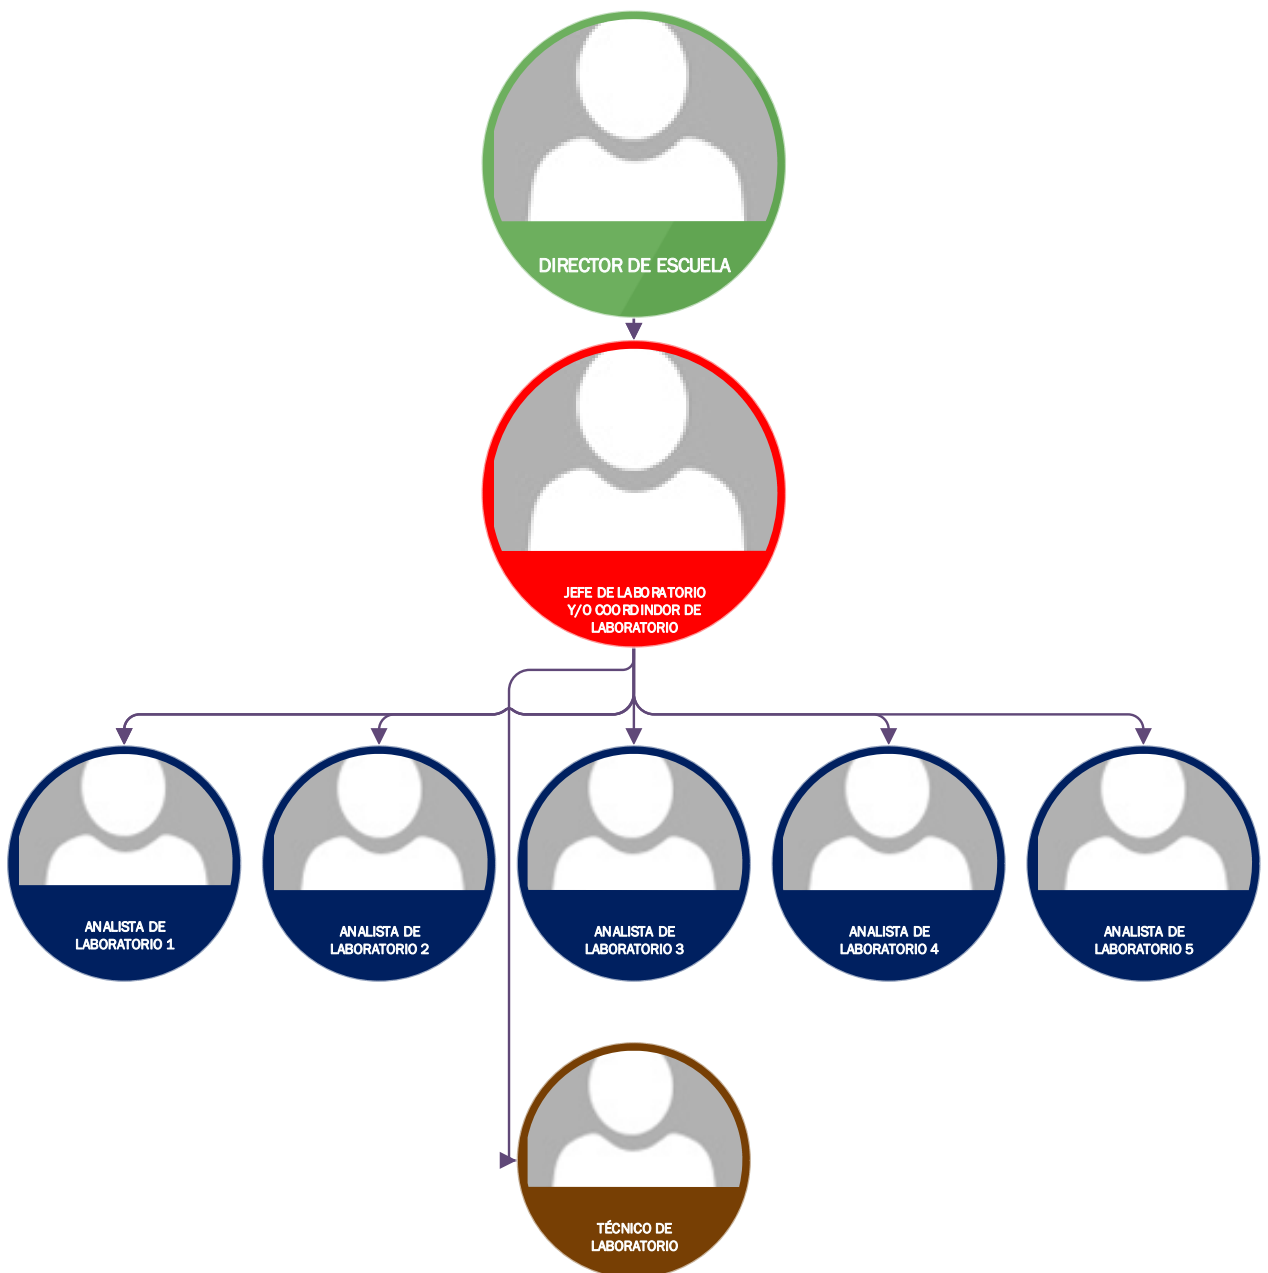 DIRECTOR DE ESCUELA
JEFE DE LABORATORIO
Y/O COORDINDOR DE
LABORATORIO
ANALISTA DE
LABORATORIO 1
ANALISTA DE
LABORATORIO 2
ANALISTA DE
LABORATORIO 3
ANALISTA DE
LABORATORIO 4
ANALISTA DE
LABORATORIO 5
TÉCNICO DE
LABORATORIO